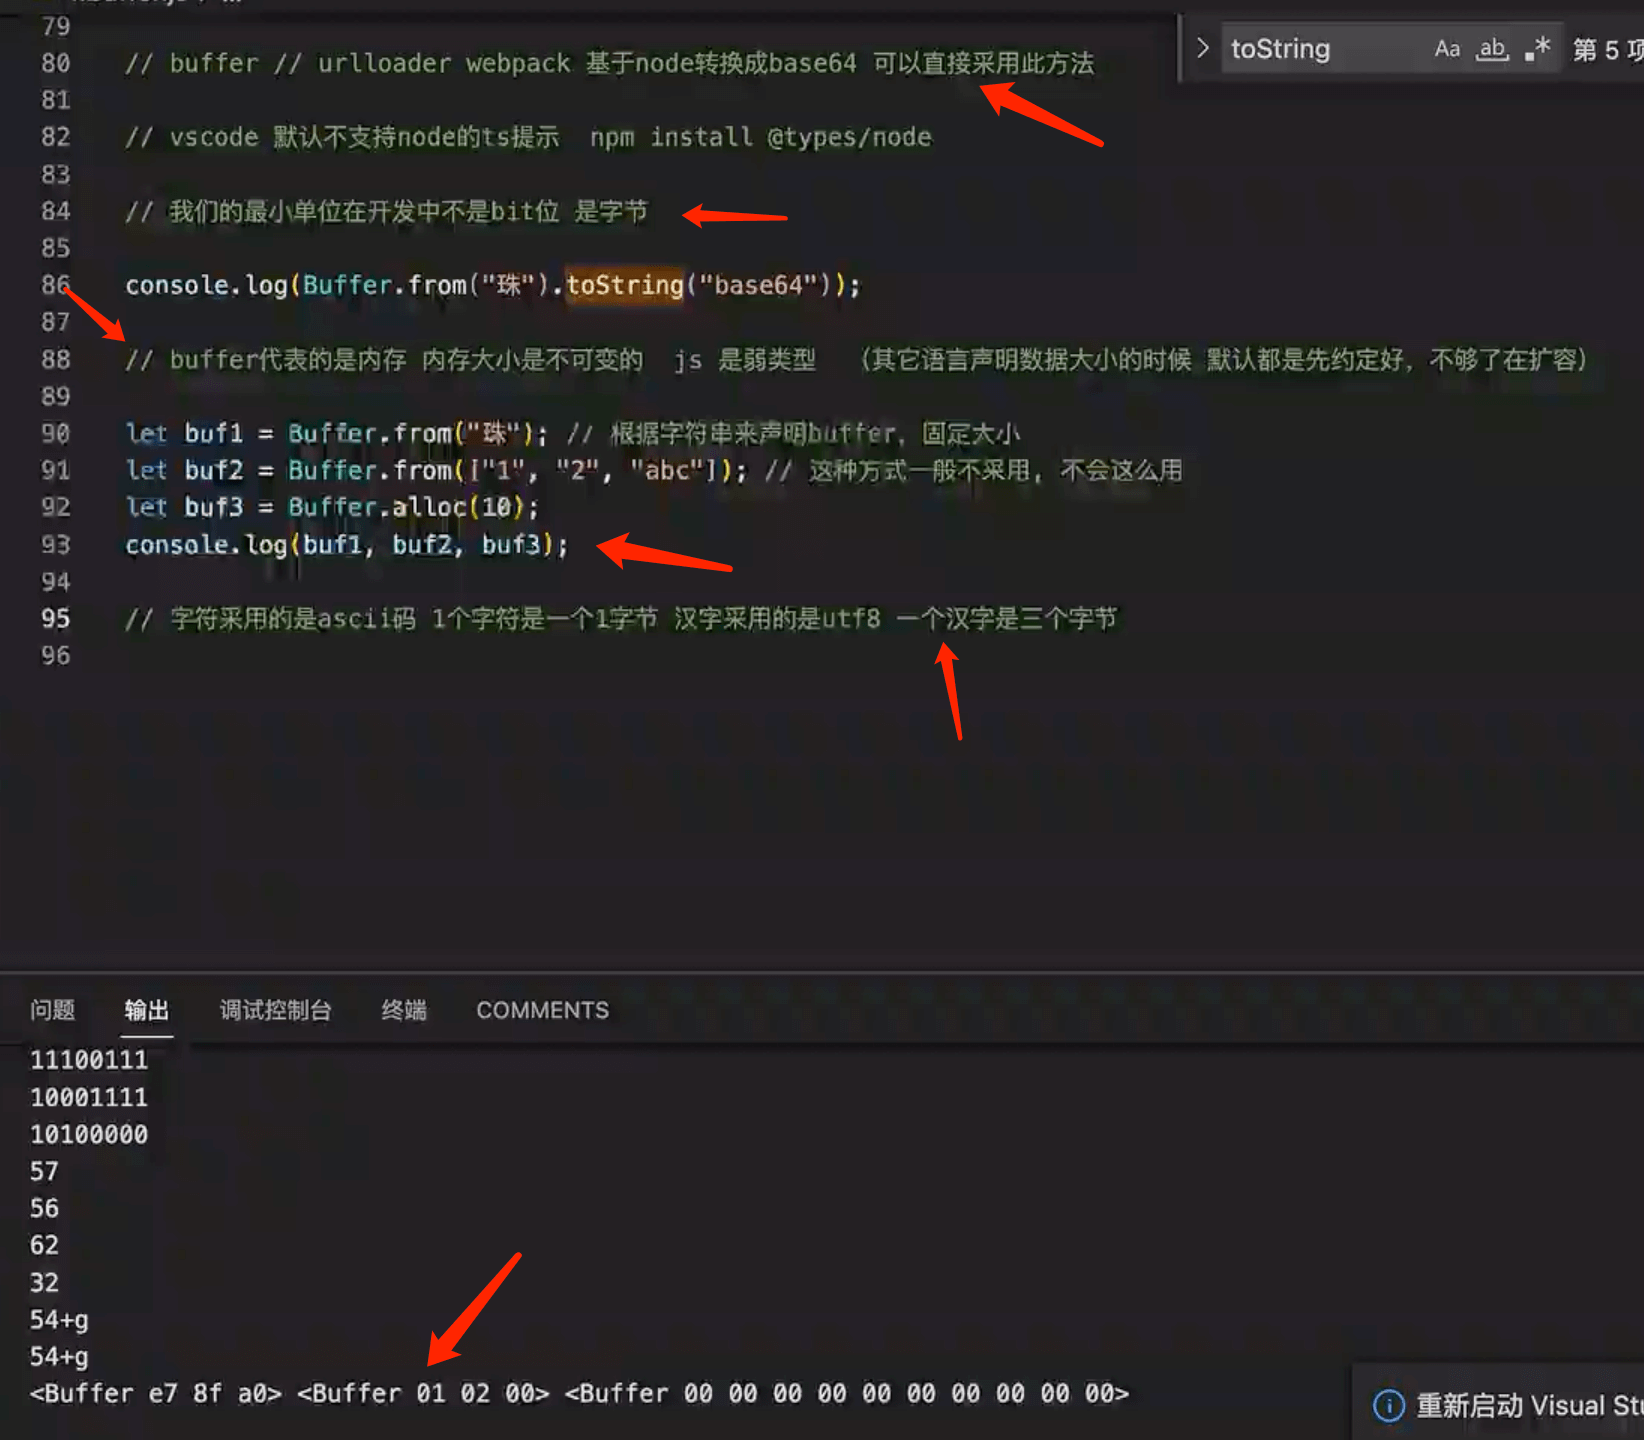 toString Aa ab 第 5 项
79
80 // buffer // urlloader webpack 基于node转换成base64 可以直接采用此方法
81
82 // vscode 默认不支持node的ts提示 npm install @types/node
83
84 // 我们的最小单位在开发中不是bit位 是字节
85
86 console.log(Buffer.from("珠").toString("base64"));
87
88 // buffer代表的是内存 内存大小是不可变的 js 是弱类型 （其它语言声明数据大小的时候 默认都是先约定好，不够了在扩容）
89
90 let buf1 = Buffer.from("珠"); // 根据字符串来声明buffer，固定大小
91 let buf2 = Buffer.from(["1", "2", "abc"]); // 这种方式一般不采用，不会这么用
92 let buf3 = Buffer.alloc(10);
93 console.log(buf1, buf2, buf3);
94
95 // 字符采用的是ascii码 1个字符是一个1字节 汉字采用的是utf8 一个汉字是三个字节
96
问题 输出 调试控制台 终端 COMMENTS
11100111
10001111
10100000
57
56
62
32
54+g
54+g
<Buffer e7 8f a0> <Buffer 01 02 00> <Buffer 00 00 00 00 00 00 00 00 00 00>
重新启动 Visual Stu